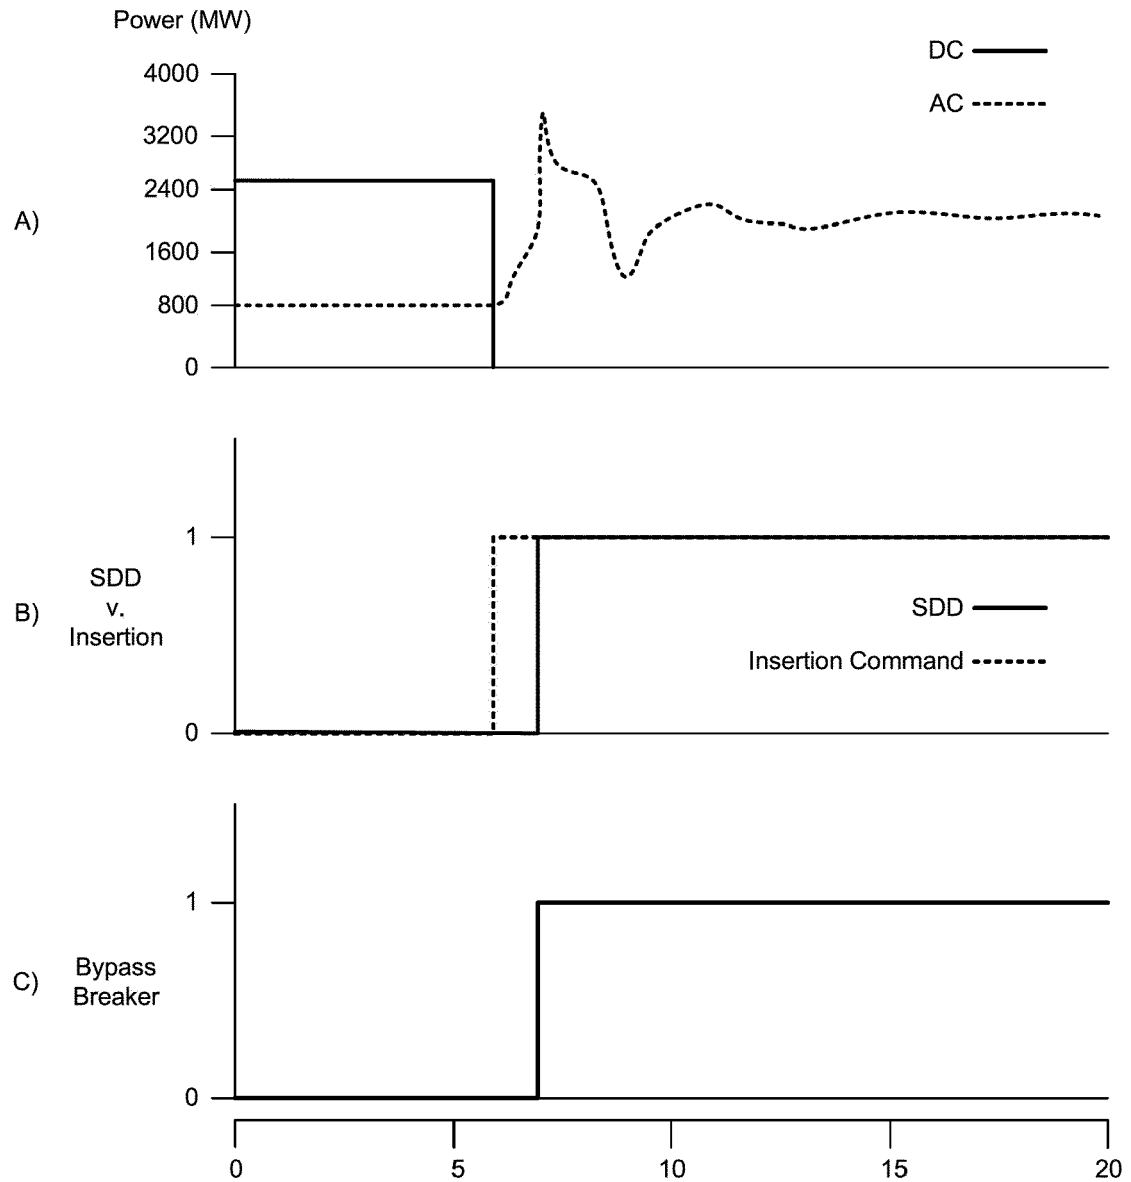 Power (MW)
DC
AC
4000
3200
2400
1600
800
0
A)
1
SDD
v.
Insertion
B)
SDD
Insertion Command
0
1
C)
Bypass
Breaker
0
0
5
10
15
20